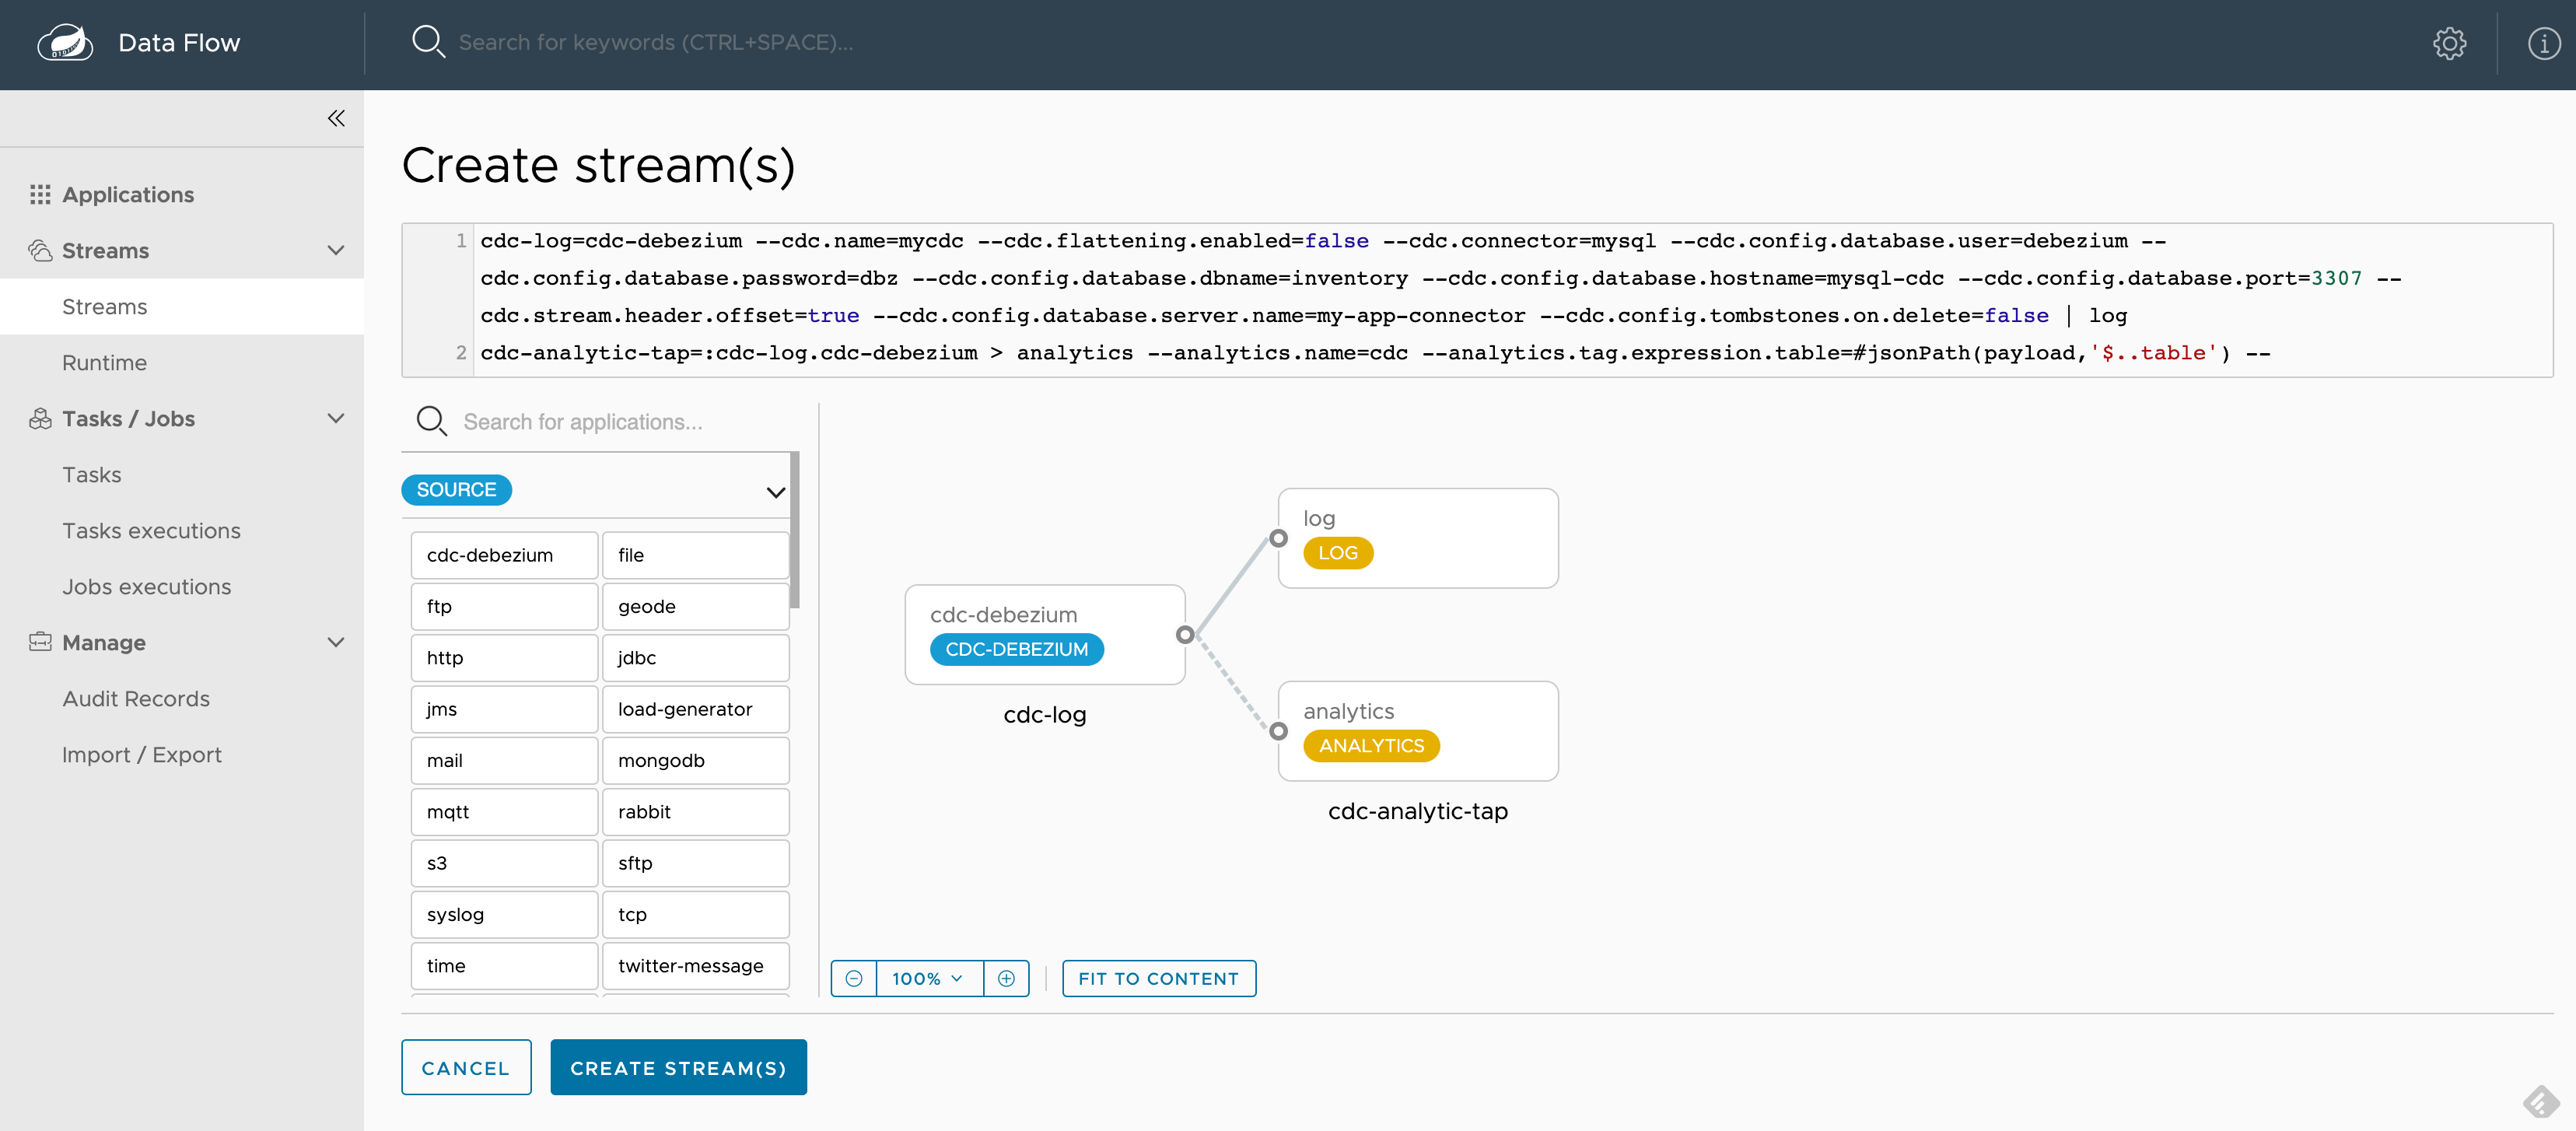 Data Flow
Search for keywords (CTRL+SPACE)...
Applications
Streams
Streams
Runtime
Tasks / Jobs
Tasks
Tasks executions
Jobs executions
Manage
Audit Records
Import / Export
Create stream(s)
1 cdc-log=cdc-debezium --cdc.name=mycdc --cdc.flattening.enabled=false --cdc.connector=mysql --cdc.config.database.user=debezium --
cdc.config.database.password=dbz --cdc.config.database.dbname=inventory --cdc.config.database.hostname=mysql-cdc --cdc.config.database.port=3307 --
cdc.stream.header.offset=true --cdc.config.database.server.name=my-app-connector --cdc.config.tombstones.on.delete=false | log
2 cdc-analytic-tap=:cdc-log.cdc-debezium > analytics --analytics.name=cdc --analytics.tag.expression.table=#jsonPath(payload,'$..table') --
Search for applications...
SOURCE
cdc-debezium file
ftp geode
http jdbc
jms load-generator
mail mongodb
mqtt rabbit
s3 sftp
syslog tcp
time twitter-message
cdc-debezium
CDC-DEBEZIUM
cdc-log
log
LOG
analytics
ANALYTICS
cdc-analytic-tap
100%
FIT TO CONTENT
CANCEL
CREATE STREAM(S)